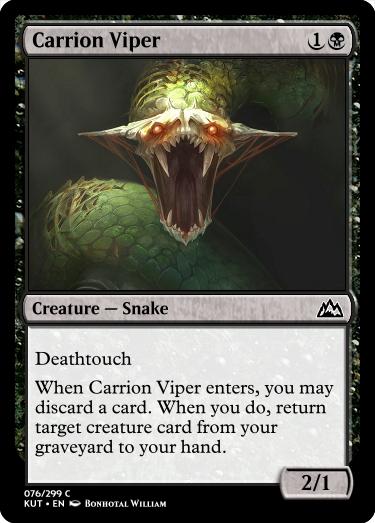 Carrion Viper 1
Creature — Snake
Deathtouch
When Carrion Viper enters, you may
discard a card. When you do, return
target creature card from your
graveyard to your hand.
2/1
076/299 C
KUT • EN Bonhotal William